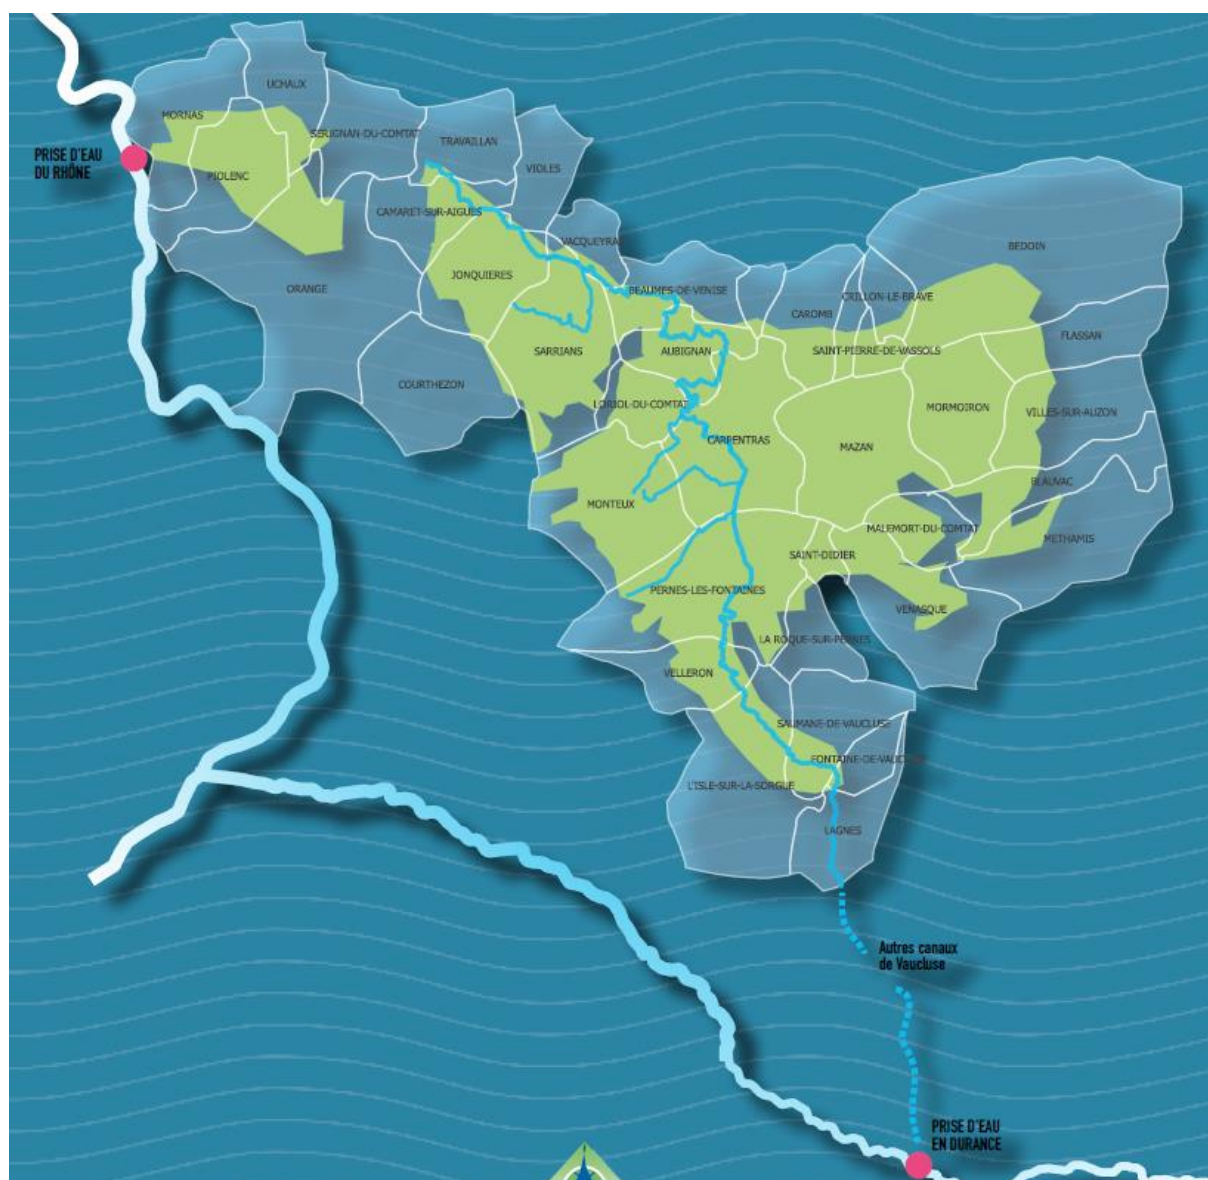 UCHAUX
MORNAS
SERIGNAN-DU-COMTAT
TRAVAILLAN
PRISE D'EAU
DU RHÔNE
PIOLENC
VIOLES
CAMARET-SUR-AIGUES
VACQUEYRAS
BEDOIN
JONQUIERES
ORANGE
BEAUMES-DE-VENISE
CRILLON-LE-BRAVE
CAROMB
FLASSAN
SARRIANS
AUBIGNAN
SAINT-PIERRE-DE-VASSOLS
COURTHEZON
LORIOL-DU-COMTAT
MORMOIRON
VILLES-SUR-AUZON
CARPENTRAS
MAZAN
BLAUVAC
MONTEUX
MALEMORT-DU-COMTAT
METHAMIS
SAINT-DIDIER
PERNES-LES-FONTAINES
VENASQUE
LA ROQUE-SUR-PERNES
VELLERON
SAUMANE-DE-VAUCLUSE
FONTAINE-DE-VAUCLUSE
L'ISLE-SUR-LA-SORGUE
LAGNES
Autres canaux
de Vaucluse
PRISE D'EAU
EN DURANCE